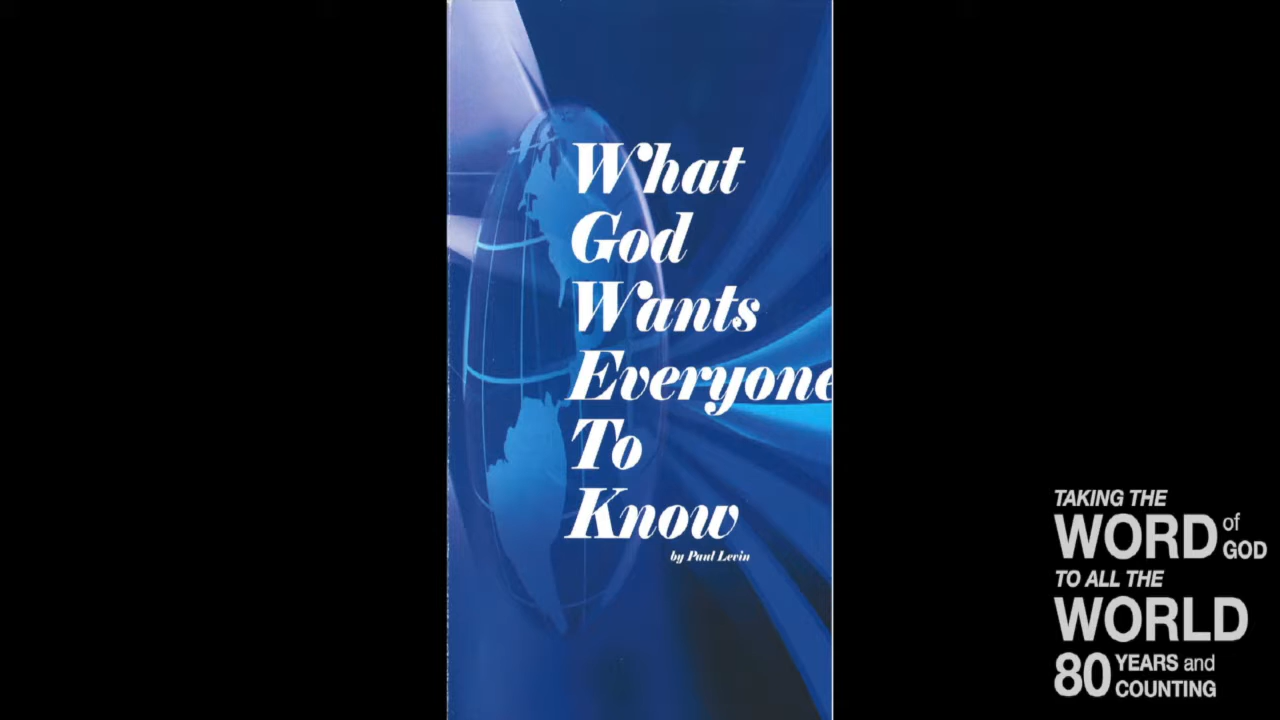 What
God
Wants
Everyone
To
Know
by Paul Levin
TAKING THE
WORD of GOD
TO ALL THE
WORLD
80 YEARS and COUNTING